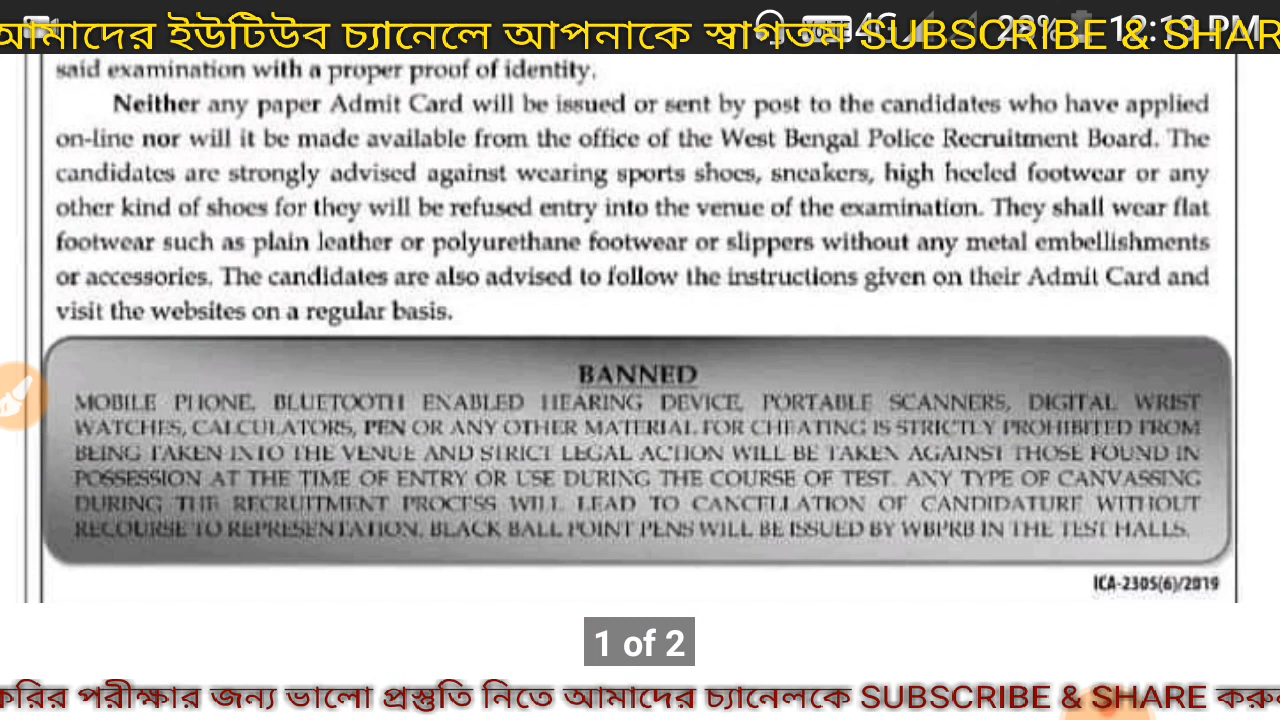 আমাদের ইউটিউব চ্যানেলে আপনাকে স্বাগতম SUBSCRIBE & SHAR
4G 28% 12:19 PM
said examination with a proper proof of identity.
Neither any paper Admit Card will be issued or sent by post to the candidates who have applied
on-line nor will it be made available from the office of the West Bengal Police Recruitment Board. The
candidates are strongly advised against wearing sports shoes, sneakers, high heeled footwear or any
other kind of shoes for they will be refused entry into the venue of the examination. They shall wear flat
footwear such as plain leather or polyurethane footwear or slippers without any metal embellishments
or accessories. The candidates are also advised to follow the instructions given on their Admit Card and
visit the websites on a regular basis.
BANNED
MOBILE PHONE, BLUETOOTH ENABLED HEARING DEVICE, PORTABLE SCANNERS, DIGITAL WRIST
WATCHES, CALCULATORS, PEN OR ANY OTHER MATERIAL FOR CHEATING IS STRICTLY PROHIBITED FROM
BEING TAKEN INTO THE VENUE AND STRICT LEGAL ACTION WILL BE TAKEN AGAINST THOSE FOUND IN
POSSESSION AT THE TIME OF ENTRY OR USE DURING THE COURSE OF TEST. ANY TYPE OF CANVASSING
DURING THE RECRUITMENT PROCESS WILL LEAD TO CANCELLATION OF CANDIDATURE WITHOUT
RECOURSE TO REPRESENTATION. BLACK BALL POINT PENS WILL BE ISSUED BY WBPRB IN THE TEST HALLS.
ICA-2305(6)/2019
1 of 2
করির পরীক্ষার জন্য ভালো প্রস্তুতি নিতে আমাদের চ্যানেলকে SUBSCRIBE & SHARE করু